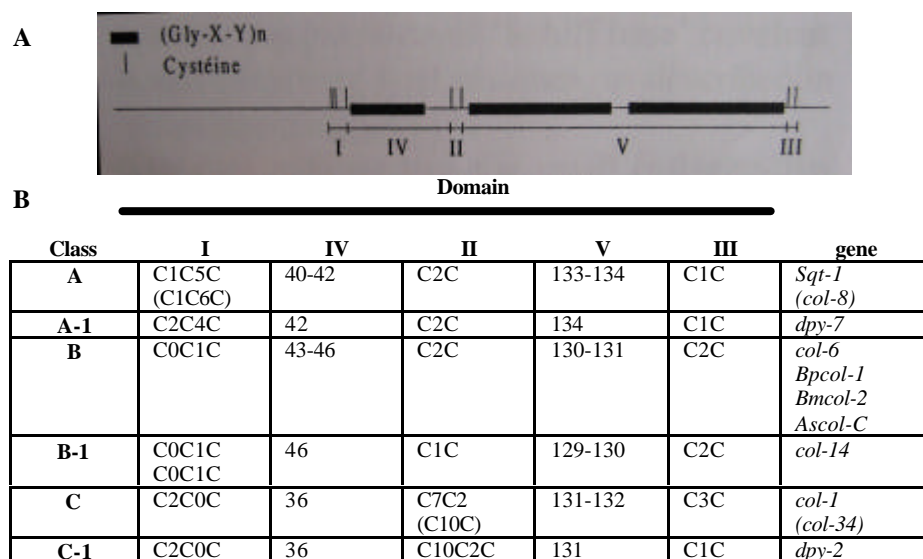 A
(Gly-X-Y)n
Cystéine
I IV II V III
B
Domain
Class I IV II V III gene
A C1C5C 40-42 C2C 133-134 C1C Sqt-1
(C1C6C) (col-8)
A-1 C2C4C 42 C2C 134 C1C dpy-7
B C0C1C 43-46 C2C 130-131 C2C col-6
Bpcol-1
Bmcol-2
Ascol-C
B-1 C0C1C 46 C1C 129-130 C2C col-14
C0C1C
C C2C0C 36 C7C2 131-132 C3C col-1
(C10C) (col-34)
C-1 C2C0C 36 C10C2C 131 C1C dpy-2